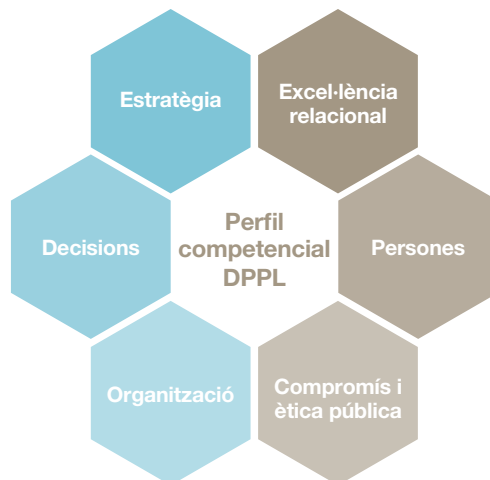 Estratègia
Excel·lència
relacional
Decisions
Perfil
competencial
DPPL
Persones
Organització
Compromís i
ètica pública